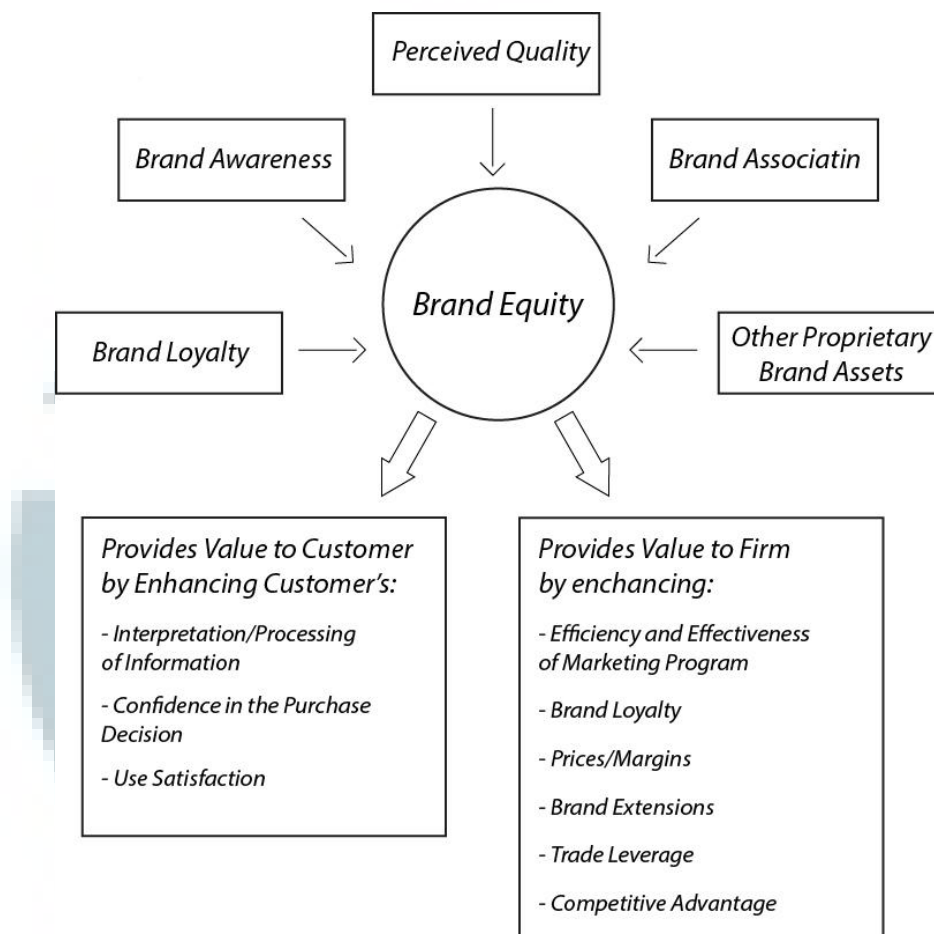 Perceived Quality
Brand Awareness
Brand Associatin
Brand Equity
Brand Loyalty
Other Proprietary
Brand Assets
Provides Value to Customer
by Enhancing Customer's:
- Interpretation/Processing
of Information
- Confidence in the Purchase
Decision
- Use Satisfaction
Provides Value to Firm
by enchancing:
- Efficiency and Effectiveness
of Marketing Program
- Brand Loyalty
- Prices/Margins
- Brand Extensions
- Trade Leverage
- Competitive Advantage